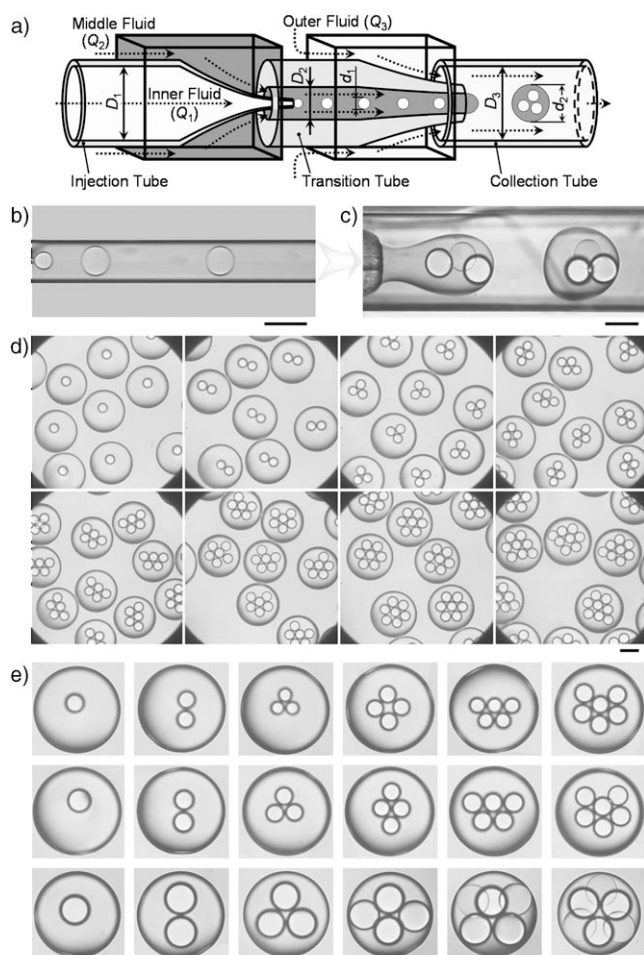 a)
Middle Fluid
(Q2)
Outer Fluid (Q3)
Inner Fluid
(Q1)
D1
D2
d1
D3
d2
Injection Tube
Transition Tube
Collection Tube
b)
c)
d)
e)